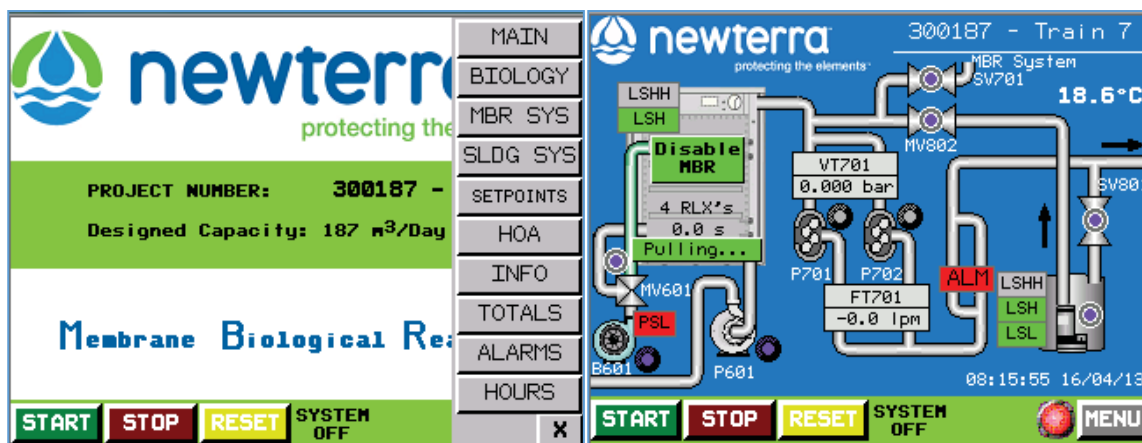 newterr
protecting the
PROJECT NUMBER: 300187 -
Designed Capacity: 187 m³/Day
Membrane Biological Rea
MAIN
BIOLOGY
MBR SYS
SLDG SYS
SETPOINTS
HOA
INFO
TOTALS
ALARMS
HOURS
X
START
STOP
RESET
SYSTEM
OFF
newterra
protecting the elements
300187 - Train 7
MBR System
SV701
18.6°C
LSHH
LSH
Disable
MBR
MV802
VT701
0.000 bar
SV801
4 RLX's
0.0 s
Pulling...
P701
P702
MV601
ALM
LSHH
LSH
LSL
FT701
-0.0 lpm
PSL
B601
P601
08:15:55 16/04/13
START
STOP
RESET
SYSTEM
OFF
MENU